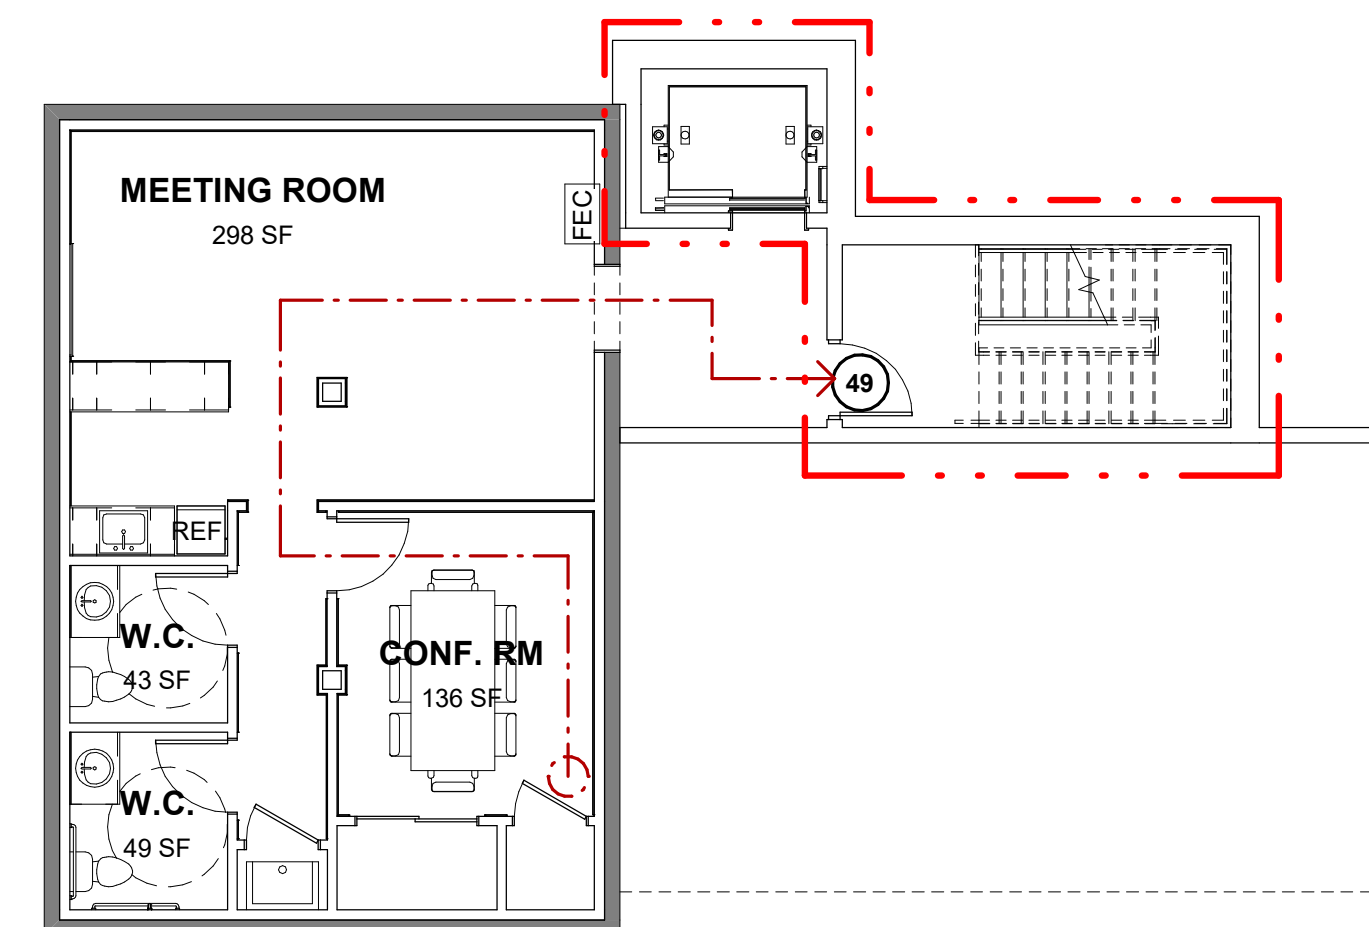 MEETING ROOM
298 SF
FEC
49
REF.
W.C.
43 SF
CONF. RM
136 SF
W.C.
49 SF